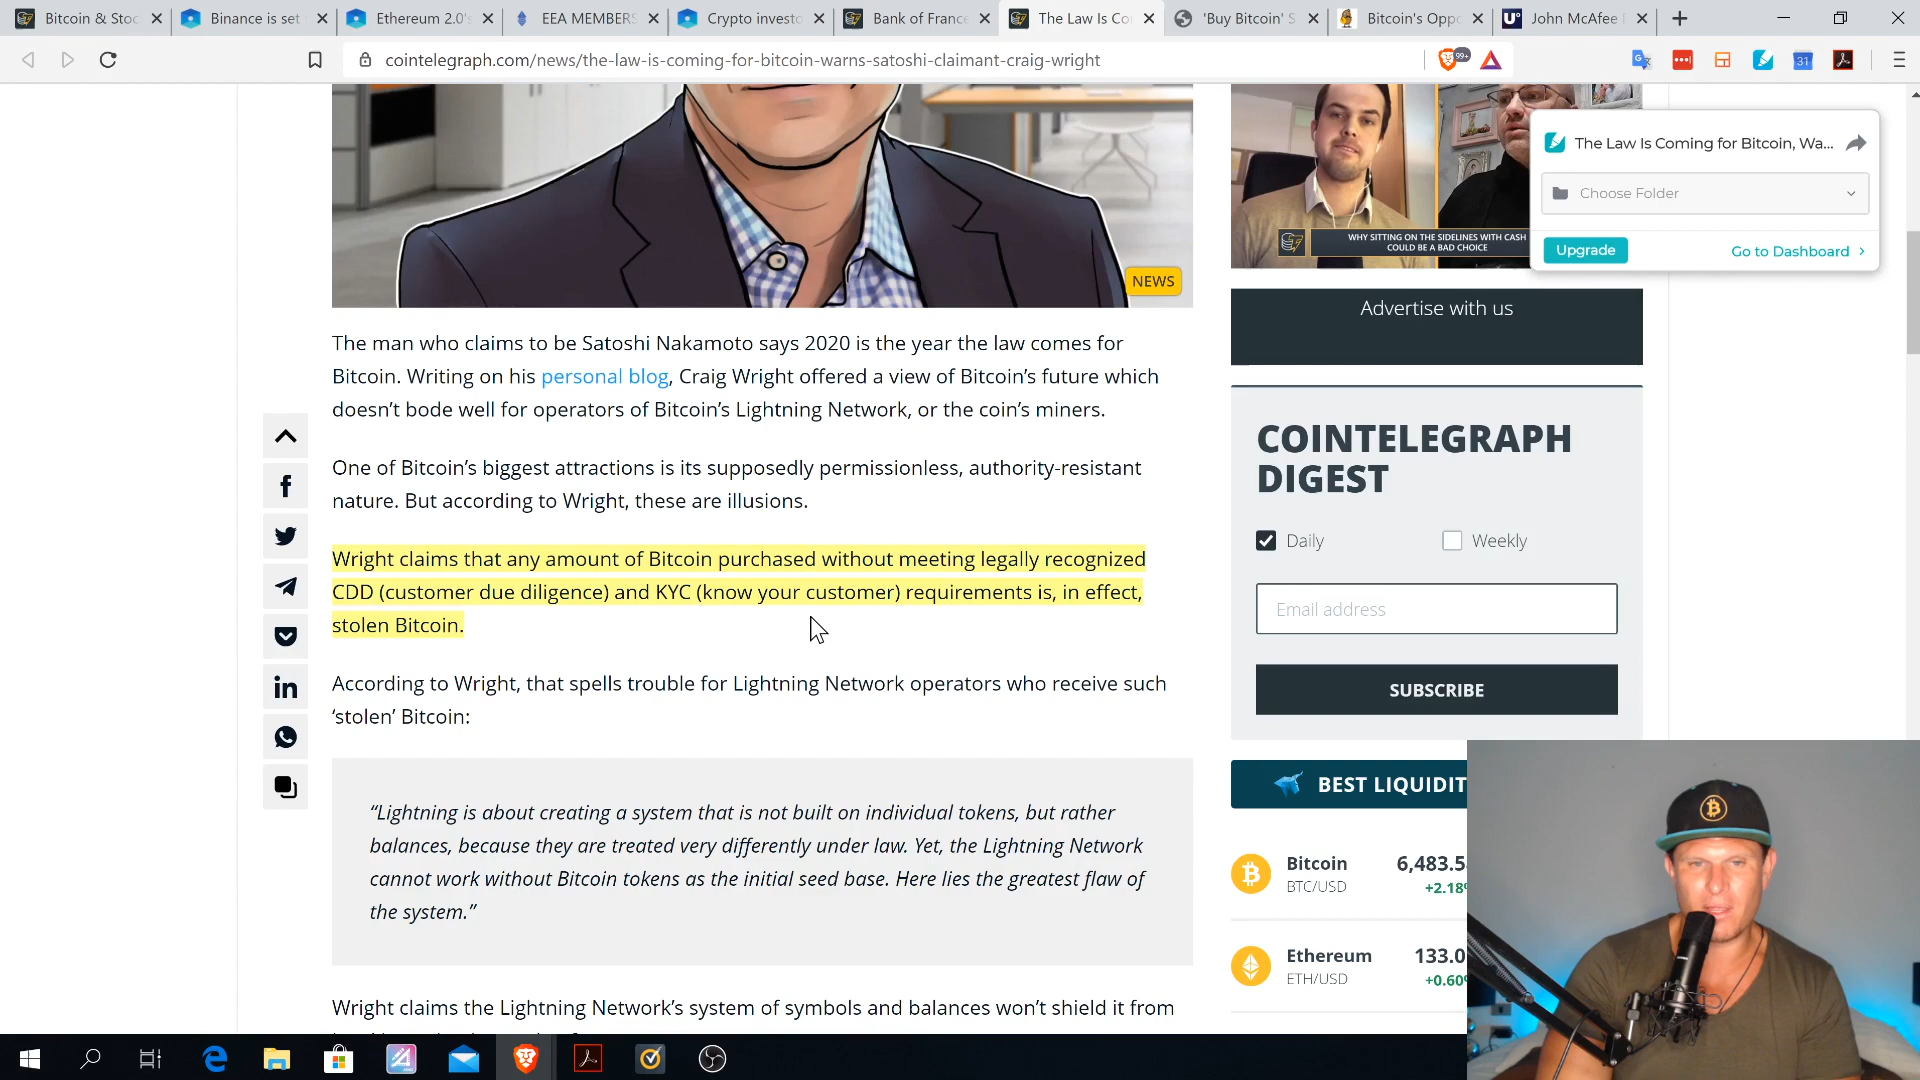 Bitcoin & Stoc
Binance is set
Ethereum 2.0's
EEA MEMBERS
Crypto investo
Bank of France
The Law Is Co
'Buy Bitcoin' S
Bitcoin's Oppo
John McAfee
cointelegraph.com/news/the-law-is-coming-for-bitcoin-warns-satoshi-claimant-craig-wright
99+
31
The Law Is Coming for Bitcoin, Wa...
Choose Folder
Upgrade
Go to Dashboard
WHY SITTING ON THE SIDELINES WITH CASH
COULD BE A BAD CHOICE
NEWS
Advertise with us
The man who claims to be Satoshi Nakamoto says 2020 is the year the law comes for
Bitcoin. Writing on his personal blog, Craig Wright offered a view of Bitcoin's future which
doesn't bode well for operators of Bitcoin's Lightning Network, or the coin's miners.
One of Bitcoin's biggest attractions is its supposedly permissionless, authority-resistant
nature. But according to Wright, these are illusions.
Wright claims that any amount of Bitcoin purchased without meeting legally recognized
CDD (customer due diligence) and KYC (know your customer) requirements is, in effect,
stolen Bitcoin.
According to Wright, that spells trouble for Lightning Network operators who receive such
‘stolen’ Bitcoin:
“Lightning is about creating a system that is not built on individual tokens, but rather
balances, because they are treated very differently under law. Yet, the Lightning Network
cannot work without Bitcoin tokens as the initial seed base. Here lies the greatest flaw of
the system.”
Wright claims the Lightning Network's system of symbols and balances won't shield it from
COINTELEGRAPH
DIGEST
Daily
Weekly
Email address
SUBSCRIBE
BEST LIQUIDIT
Bitcoin
6,483.5
BTC/USD
+2.18
Ethereum
133.0
ETH/USD
+0.60